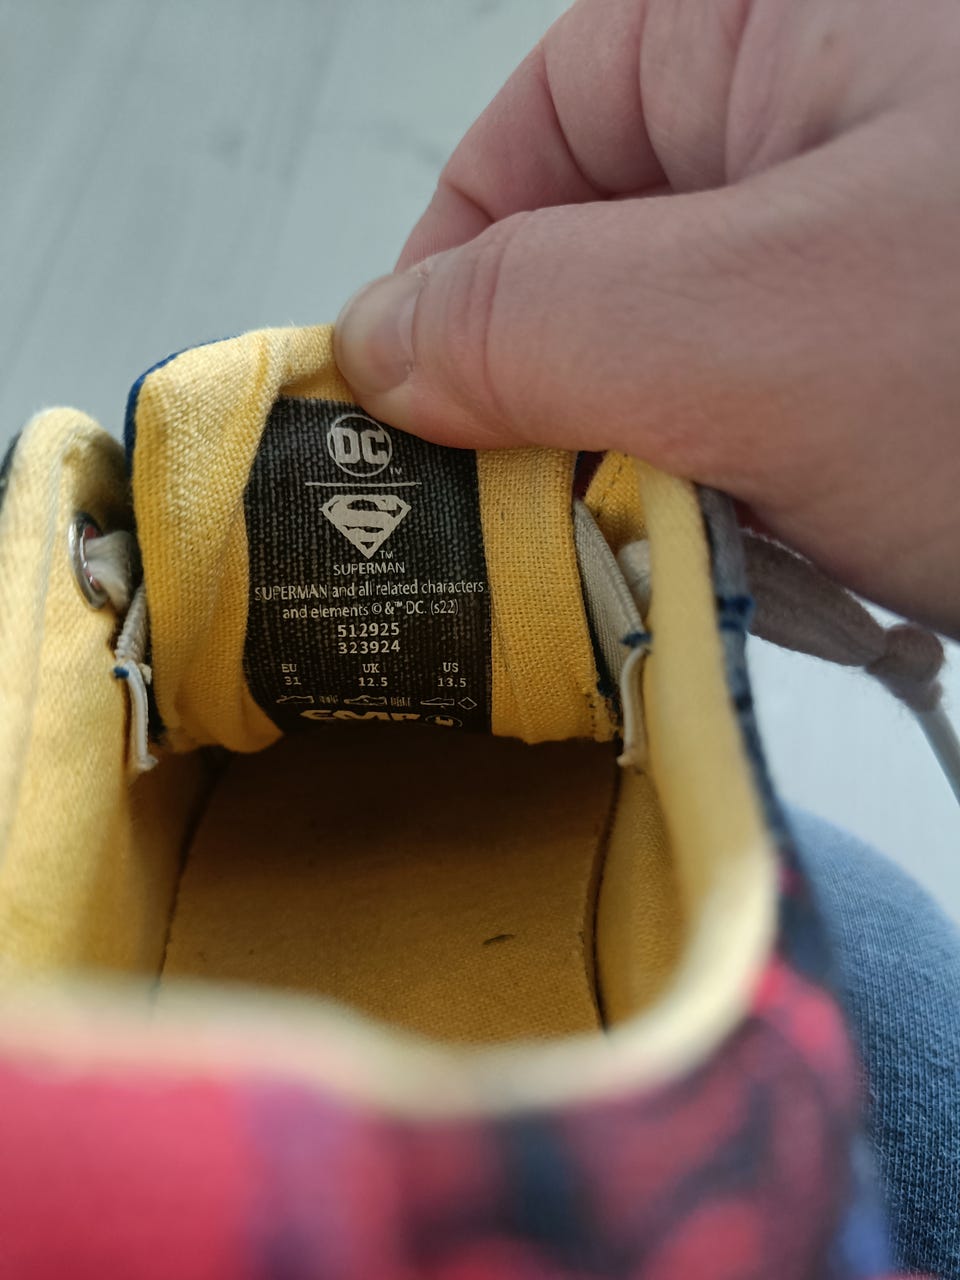 DC
TM
S
TM
SUPERMAN
SUPERMAN and all related characters
and elements © &™ DC. (s22)
512925
323924
EU UK US
31 12.5 13.5
EMP